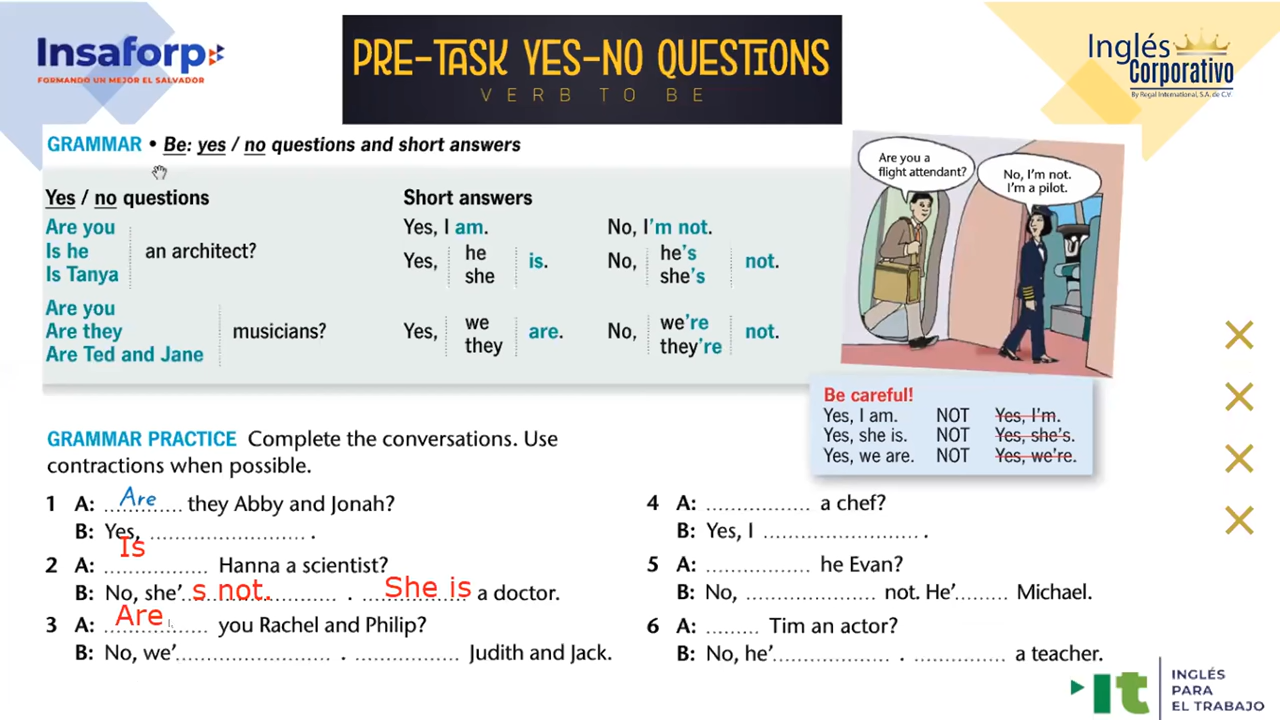 Insaforp
FORMANDO UN MEJOR EL SALVADOR
PRE-TASK YES-NO QUESTIONS
VERB TO BE
Inglés
Corporativo
By Regal International, S.A. de C.V.
GRAMMAR • Be: yes / no questions and short answers
Yes / no questions
Are you
Is he
Is Tanya
an architect?
Are you
Are they
Are Ted and Jane
musicians?
Short answers
Yes, I am. No, I'm not.
Yes, he she is. No, he's she's not.
Yes, we they are. No, we're they're not.
Are you a
flight attendant?
No, I'm not.
I'm a pilot.
Be careful!
Yes, I am. NOT Yes, I'm.
Yes, she is. NOT Yes, she's.
Yes, we are. NOT Yes, we're.
GRAMMAR PRACTICE Complete the conversations. Use
contractions when possible.
1 A: Are they Abby and Jonah?
B: Yes, .................... .
2 A: Is Hanna a scientist?
B: No, she's not. She is a doctor.
3 A: Are you Rachel and Philip?
B: No, we'.................... . .................... Judith and Jack.
4 A: .................... a chef?
B: Yes, I .................... .
5 A: .................... he Evan?
B: No, .................... not. He'.......... Michael.
6 A: .......... Tim an actor?
B: No, he'.................... . .................... a teacher.
it
INGLÉS
PARA
EL TRABAJO